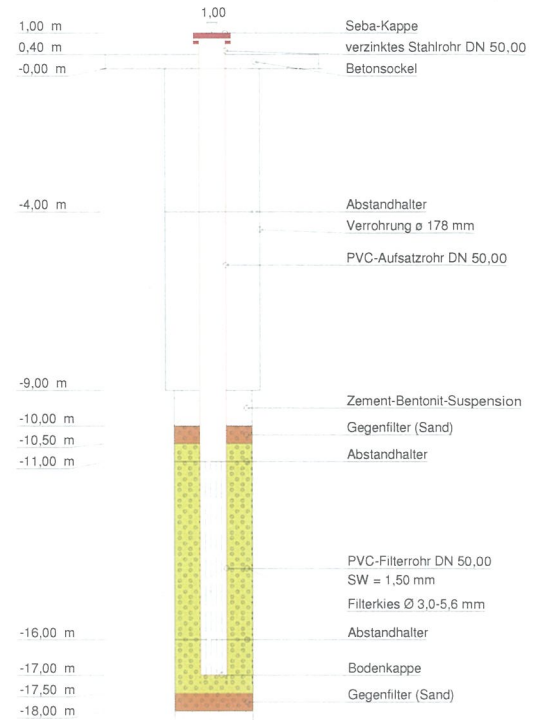 1,00
1,00 m Seba-Kappe
0,40 m verzinktes Stahlrohr DN 50,00
-0,00 m Betonsockel
-4,00 m Abstandhalter
Verrohrung ø 178 mm
PVC-Aufsatzrohr DN 50,00
-9,00 m
Zement-Bentonit-Suspension
-10,00 m Gegenfilter (Sand)
-10,50 m
-11,00 m Abstandhalter
PVC-Filterrohr DN 50,00
SW = 1,50 mm
Filterkies Ø 3,0-5,6 mm
-16,00 m Abstandhalter
-17,00 m Bodenkappe
-17,50 m Gegenfilter (Sand)
-18,00 m